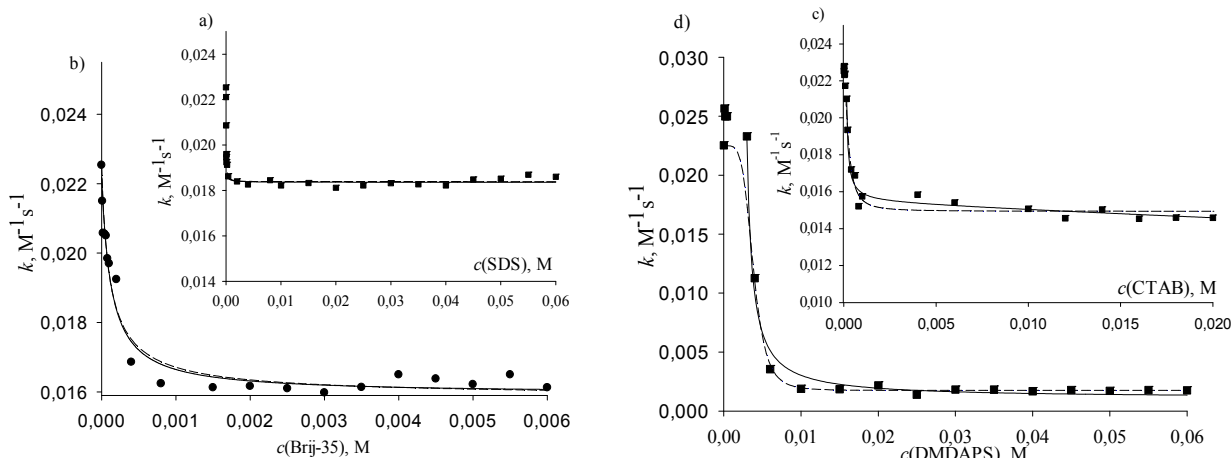 a)
0,024
0,022
0,020
0,018
0,016
0,014
k, M⁻¹s⁻¹
c(SDS), M
0,00 0,01 0,02 0,03 0,04 0,05 0,06
b)
0,024
0,022
0,020
0,018
0,016
k, M⁻¹s⁻¹
0,000 0,001 0,002 0,003 0,004 0,005 0,006
c(Brij-35), M
c)
0,024
0,022
0,020
0,018
0,016
0,014
0,012
0,010
k, M⁻¹s⁻¹
c(CTAB), M
0.000 0,005 0,010 0,015 0,020
d)
0,030
0,025
0,020
0,015
0,010
0,005
0,000
k, M⁻¹s⁻¹
0,00 0,01 0,02 0,03 0,04 0,05 0,06
c(DMDAPS), M